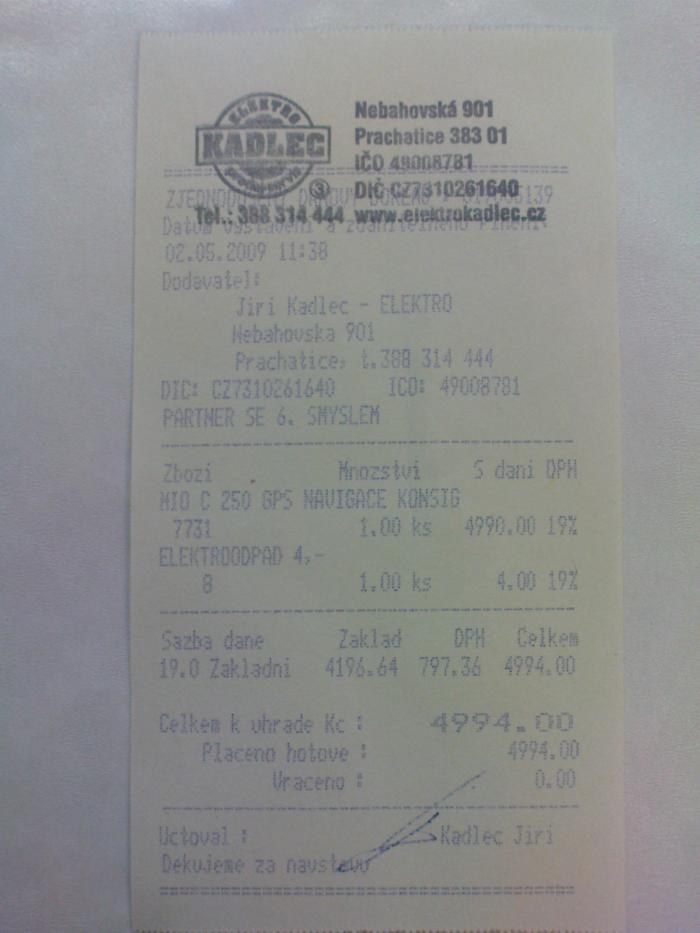 ELEKTRO
KADLEC
Nebahovská 901
Prachatice 383 01
IČO 49008781
DIČ CZ7310261640
3
Tel.: 388 314 444 www.elektrokadlec.cz
Datum vystaveni a zdanitelneho plneni:
02.05.2009 11:38
Dodavatel:
Jiri Kadlec - ELEKTRO
Nebahovska 901
Prachatice, t.388 314 444
DIC: CZ7310261640 ICO: 49008781
PARTNER SE 6. SMYSLEM
Zbozi Mnozstvi S dani DPH
MIO C 250 GPS NAVIGACE KONSIG
7731 1.00 ks 4990.00 19%
ELEKTROODPAD 4,-
8 1.00 ks 4.00 19%
Sazba dane Zaklad DPH Celkem
19.0 Zakladni 4196.64 797.36 4994.00
Celkem k uhrade Kc : 4994.00
Placeno hotove : 4994.00
Vraceno : 0.00
Uctoval : Kadlec Jiri
Dekujeme za navstevu